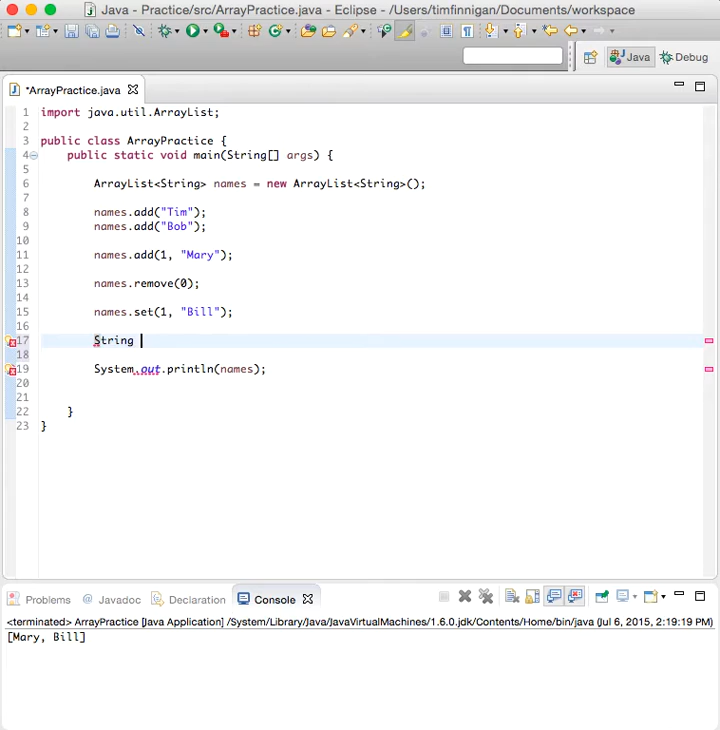 Java - Practice/src/ArrayPractice.java - Eclipse - /Users/timfinnigan/Documents/workspace
Java
Debug
*ArrayPractice.java
1 import java.util.ArrayList;
2
3 public class ArrayPractice {
4 public static void main(String[] args) {
5
6 ArrayList<String> names = new ArrayList<String>();
7
8 names.add("Tim");
9 names.add("Bob");
10
11 names.add(1, "Mary");
12
13 names.remove(0);
14
15 names.set(1, "Bill");
16
17 String
18
19 System.out.println(names);
20
21
22 }
23 }
Problems @ Javadoc Declaration Console
<terminated> ArrayPractice [Java Application] /System/Library/Java/JavaVirtualMachines/1.6.0.jdk/Contents/Home/bin/java (Jul 6, 2015, 2:19:19 PM)
[Mary, Bill]